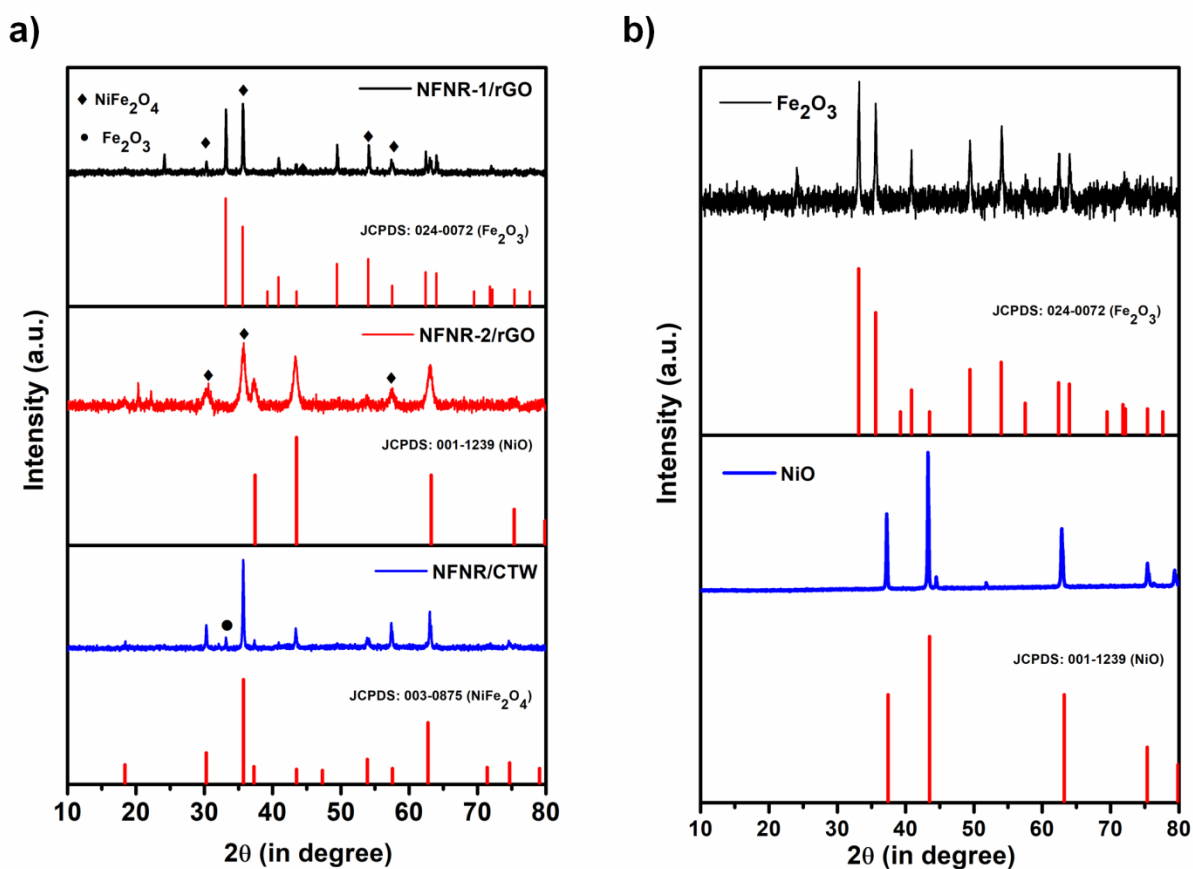 a)
NiFe2O4
Fe2O3
NFNR-1/rGO
JCPDS: 024-0072 (Fe2O3)
NFNR-2/rGO
JCPDS: 001-1239 (NiO)
NFNR/CTW
JCPDS: 003-0875 (NiFe2O4)
Intensity (a.u.)
10 20 30 40 50 60 70 80
2θ (in degree)
b)
Fe2O3
JCPDS: 024-0072 (Fe2O3)
NiO
JCPDS: 001-1239 (NiO)
Intensity (a.u.)
10 20 30 40 50 60 70 80
2θ (in degree)